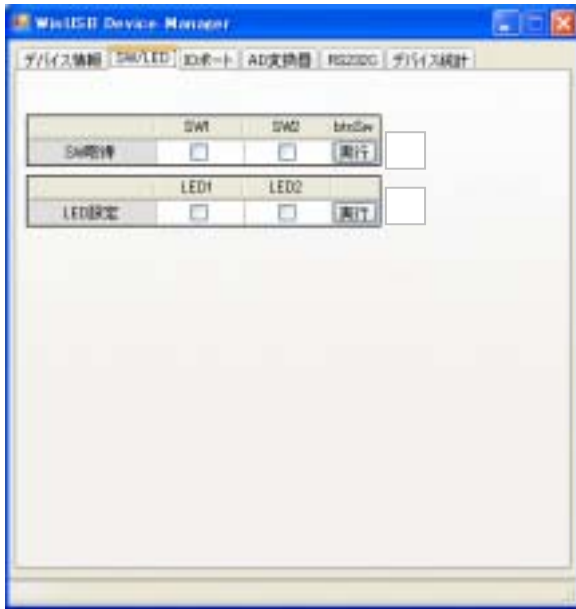 WinUSB Device Manager
デバイス情報 SW/LED IOポート AD変換器 RS232C デバイス統計
SW1 SW2 btnSw
SW取得 実行
LED1 LED2
LED設定 実行